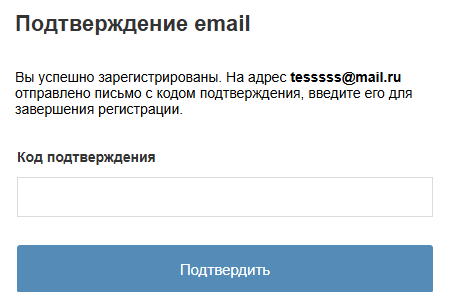 Подтверждение email
Вы успешно зарегистрированы. На адрес tesssss@mail.ru
отправлено письмо с кодом подтверждения, введите его для
завершения регистрации.
Код подтверждения
Подтвердить